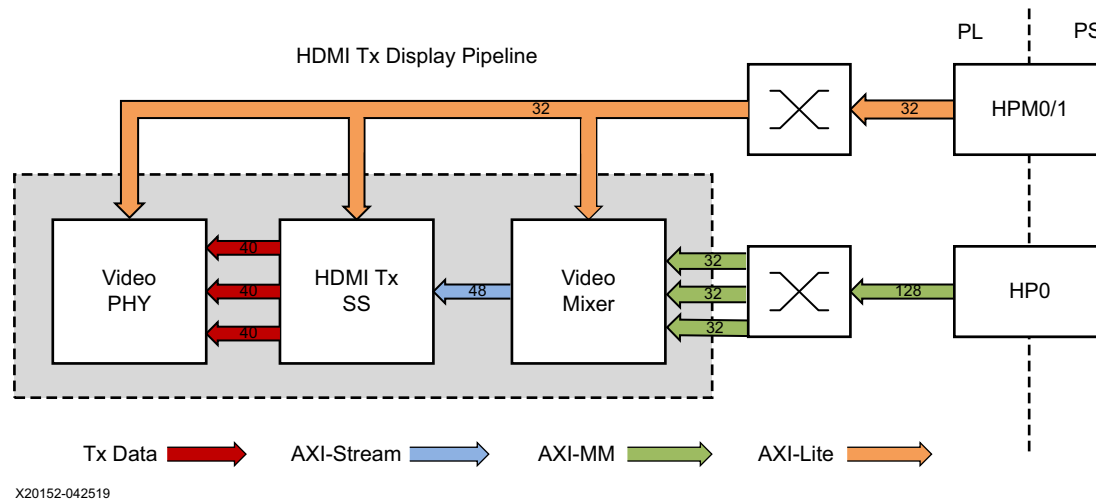 PL
PS
HDMI Tx Display Pipeline
32
32
HPM0/1
Video
PHY
40
40
40
HDMI Tx
SS
48
Video
Mixer
32
32
32
128
HP0
Tx Data
AXI-Stream
AXI-MM
AXI-Lite
X20152-042519